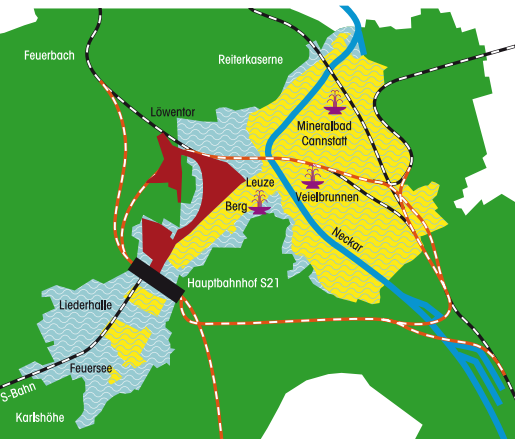 Feuerbach
Reiterkaserne
Löwentor
Mineralbad
Cannstatt
Leuze
Veielbrunnen
Berg
Neckar
Hauptbahnhof S21
Liederhalle
Feuersee
S-Bahn
Karlshöhe